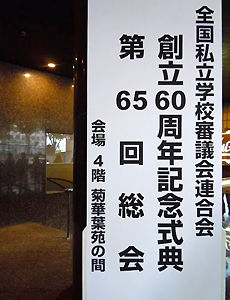 全国私立学校審議会連合会
創立60周年記念式典
第65回総会
会場 4階 菊華葉苑の間